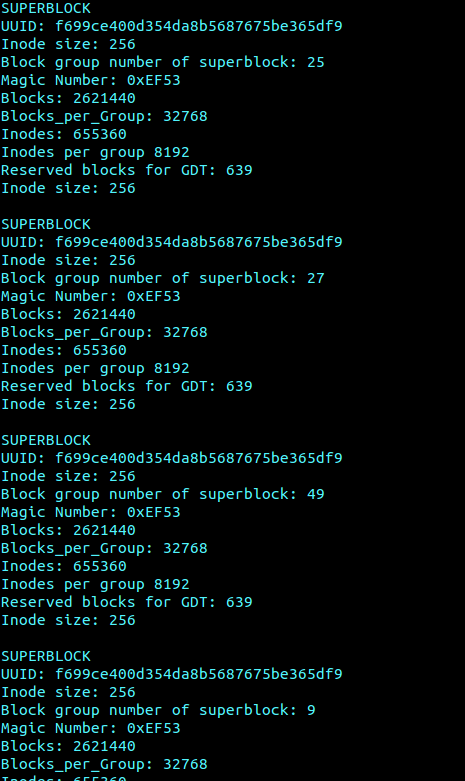 SUPERBLOCK
UUID: f699ce400d354da8b5687675be365df9
Inode size: 256
Block group number of superblock: 25
Magic Number: 0xEF53
Blocks: 2621440
Blocks_per_Group: 32768
Inodes: 655360
Inodes per group 8192
Reserved blocks for GDT: 639
Inode size: 256

SUPERBLOCK
UUID: f699ce400d354da8b5687675be365df9
Inode size: 256
Block group number of superblock: 27
Magic Number: 0xEF53
Blocks: 2621440
Blocks_per_Group: 32768
Inodes: 655360
Inodes per group 8192
Reserved blocks for GDT: 639
Inode size: 256

SUPERBLOCK
UUID: f699ce400d354da8b5687675be365df9
Inode size: 256
Block group number of superblock: 49
Magic Number: 0xEF53
Blocks: 2621440
Blocks_per_Group: 32768
Inodes: 655360
Inodes per group 8192
Reserved blocks for GDT: 639
Inode size: 256

SUPERBLOCK
UUID: f699ce400d354da8b5687675be365df9
Inode size: 256
Block group number of superblock: 9
Magic Number: 0xEF53
Blocks: 2621440
Blocks_per_Group: 32768
Inodes: 655360